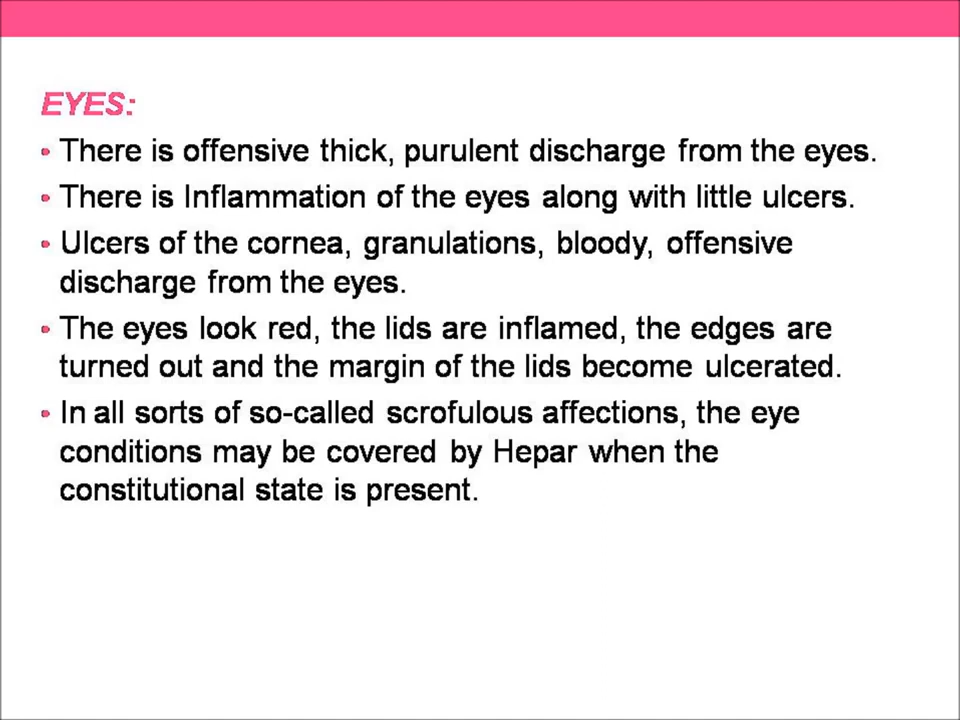 EYES:
• There is offensive thick, purulent discharge from the eyes.
• There is Inflammation of the eyes along with little ulcers.
• Ulcers of the cornea, granulations, bloody, offensive
discharge from the eyes.
• The eyes look red, the lids are inflamed, the edges are
turned out and the margin of the lids become ulcerated.
• In all sorts of so-called scrofulous affections, the eye
conditions may be covered by Hepar when the
constitutional state is present.